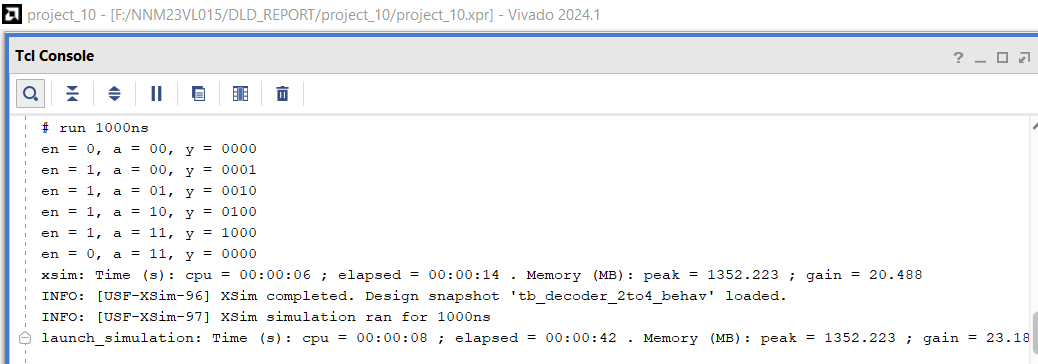 project_10 - [F:/NNM23VL015/DLD_REPORT/project_10/project_10.xpr] - Vivado 2024.1
Tcl Console
# run 1000ns
en = 0, a = 00, y = 0000
en = 1, a = 00, y = 0001
en = 1, a = 01, y = 0010
en = 1, a = 10, y = 0100
en = 1, a = 11, y = 1000
en = 0, a = 11, y = 0000
xsim: Time (s): cpu = 00:00:06 ; elapsed = 00:00:14 . Memory (MB): peak = 1352.223 ; gain = 20.488
INFO: [USF-XSim-96] XSim completed. Design snapshot 'tb_decoder_2to4_behav' loaded.
INFO: [USF-XSim-97] XSim simulation ran for 1000ns
launch_simulation: Time (s): cpu = 00:00:08 ; elapsed = 00:00:42 . Memory (MB): peak = 1352.223 ; gain = 23.18